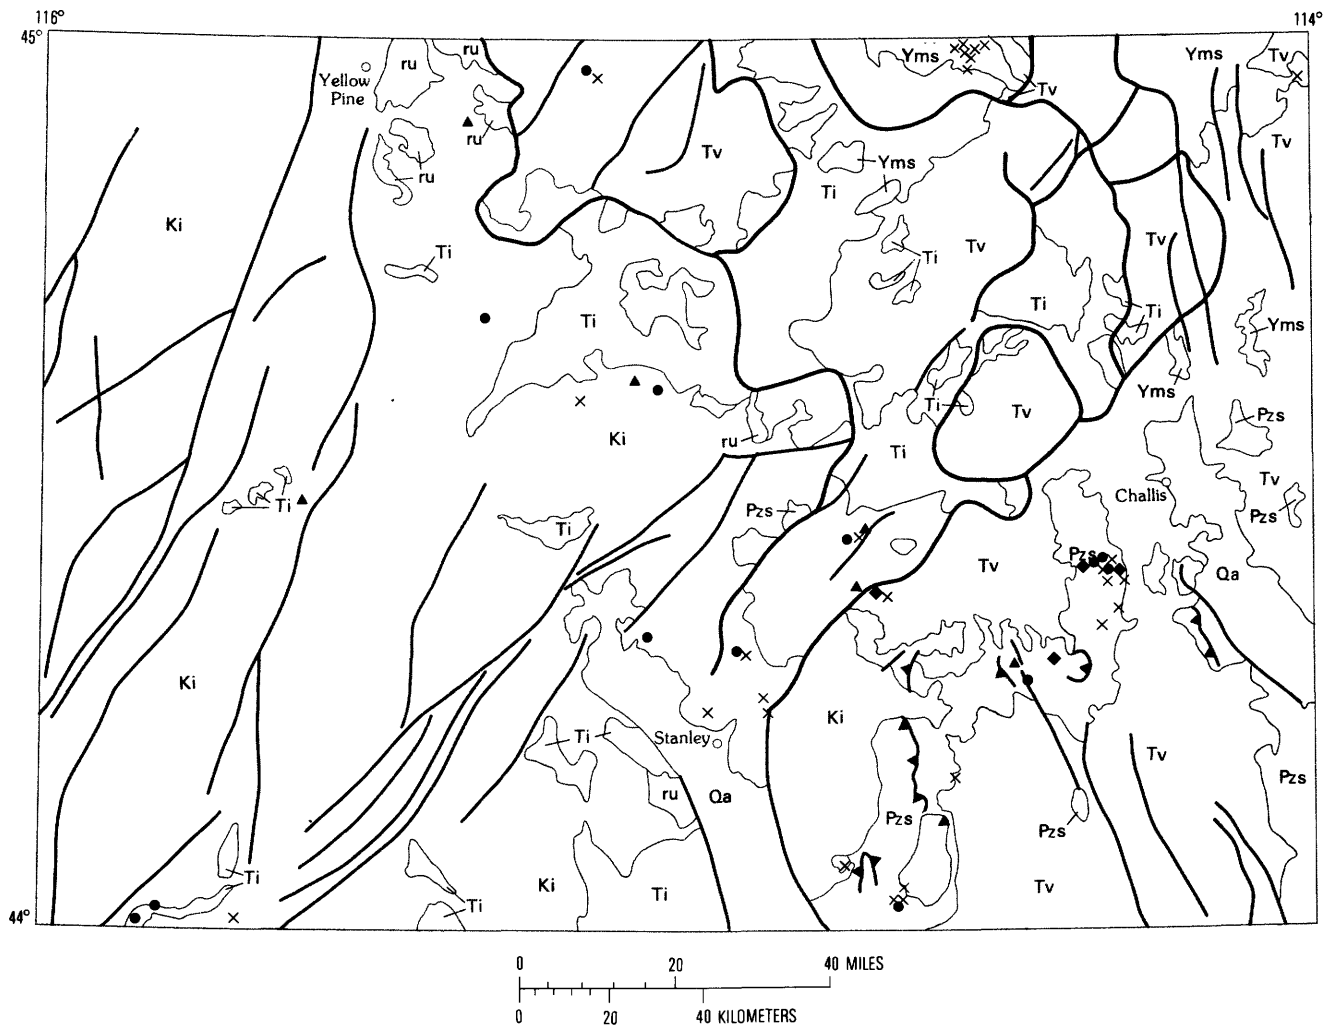 116°
114°
45°
ru
ru
Yms
Yms
Tv
Yellow
Pine
Tv
ru
Tv
Yms
Tv
ru
Ti
Ki
Tv
Tv
Ti
Ti
Ti
Ti
Ti
Yms
Yms
Ti
Tv
Pzs
Ki
ru
Ti
Challis
Tv
Ti
Pzs
Pzs
Ti
Pzs
Tv
Qa
Ki
Ki
Ti
Stanley
Tv
Pzs
ru
Qa
Pzs
Pzs
Ti
Ki
Ti
Tv
Ti
44°
0 20 40 MILES
0 20 40 KILOMETERS